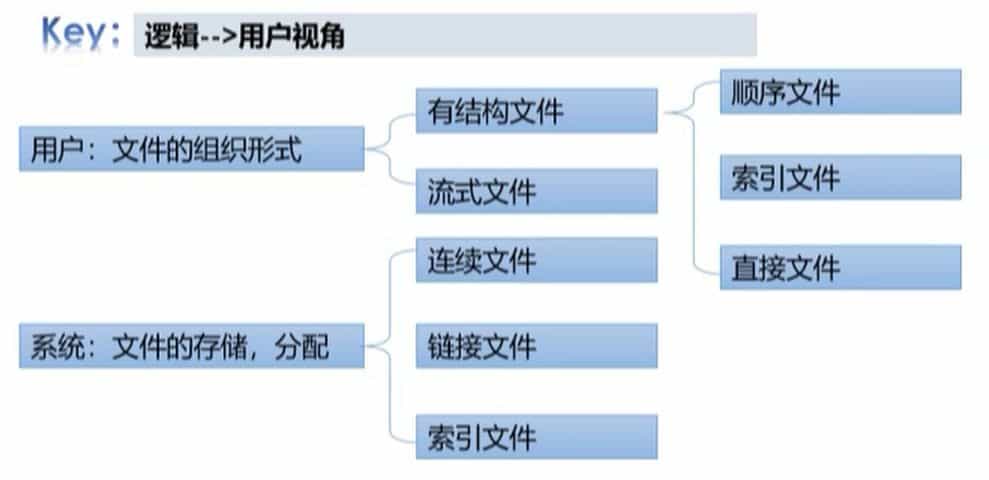 Key: 逻辑-->用户视角
用户：文件的组织形式
有结构文件
流式文件
顺序文件
索引文件
直接文件
系统：文件的存储，分配
连续文件
链接文件
索引文件